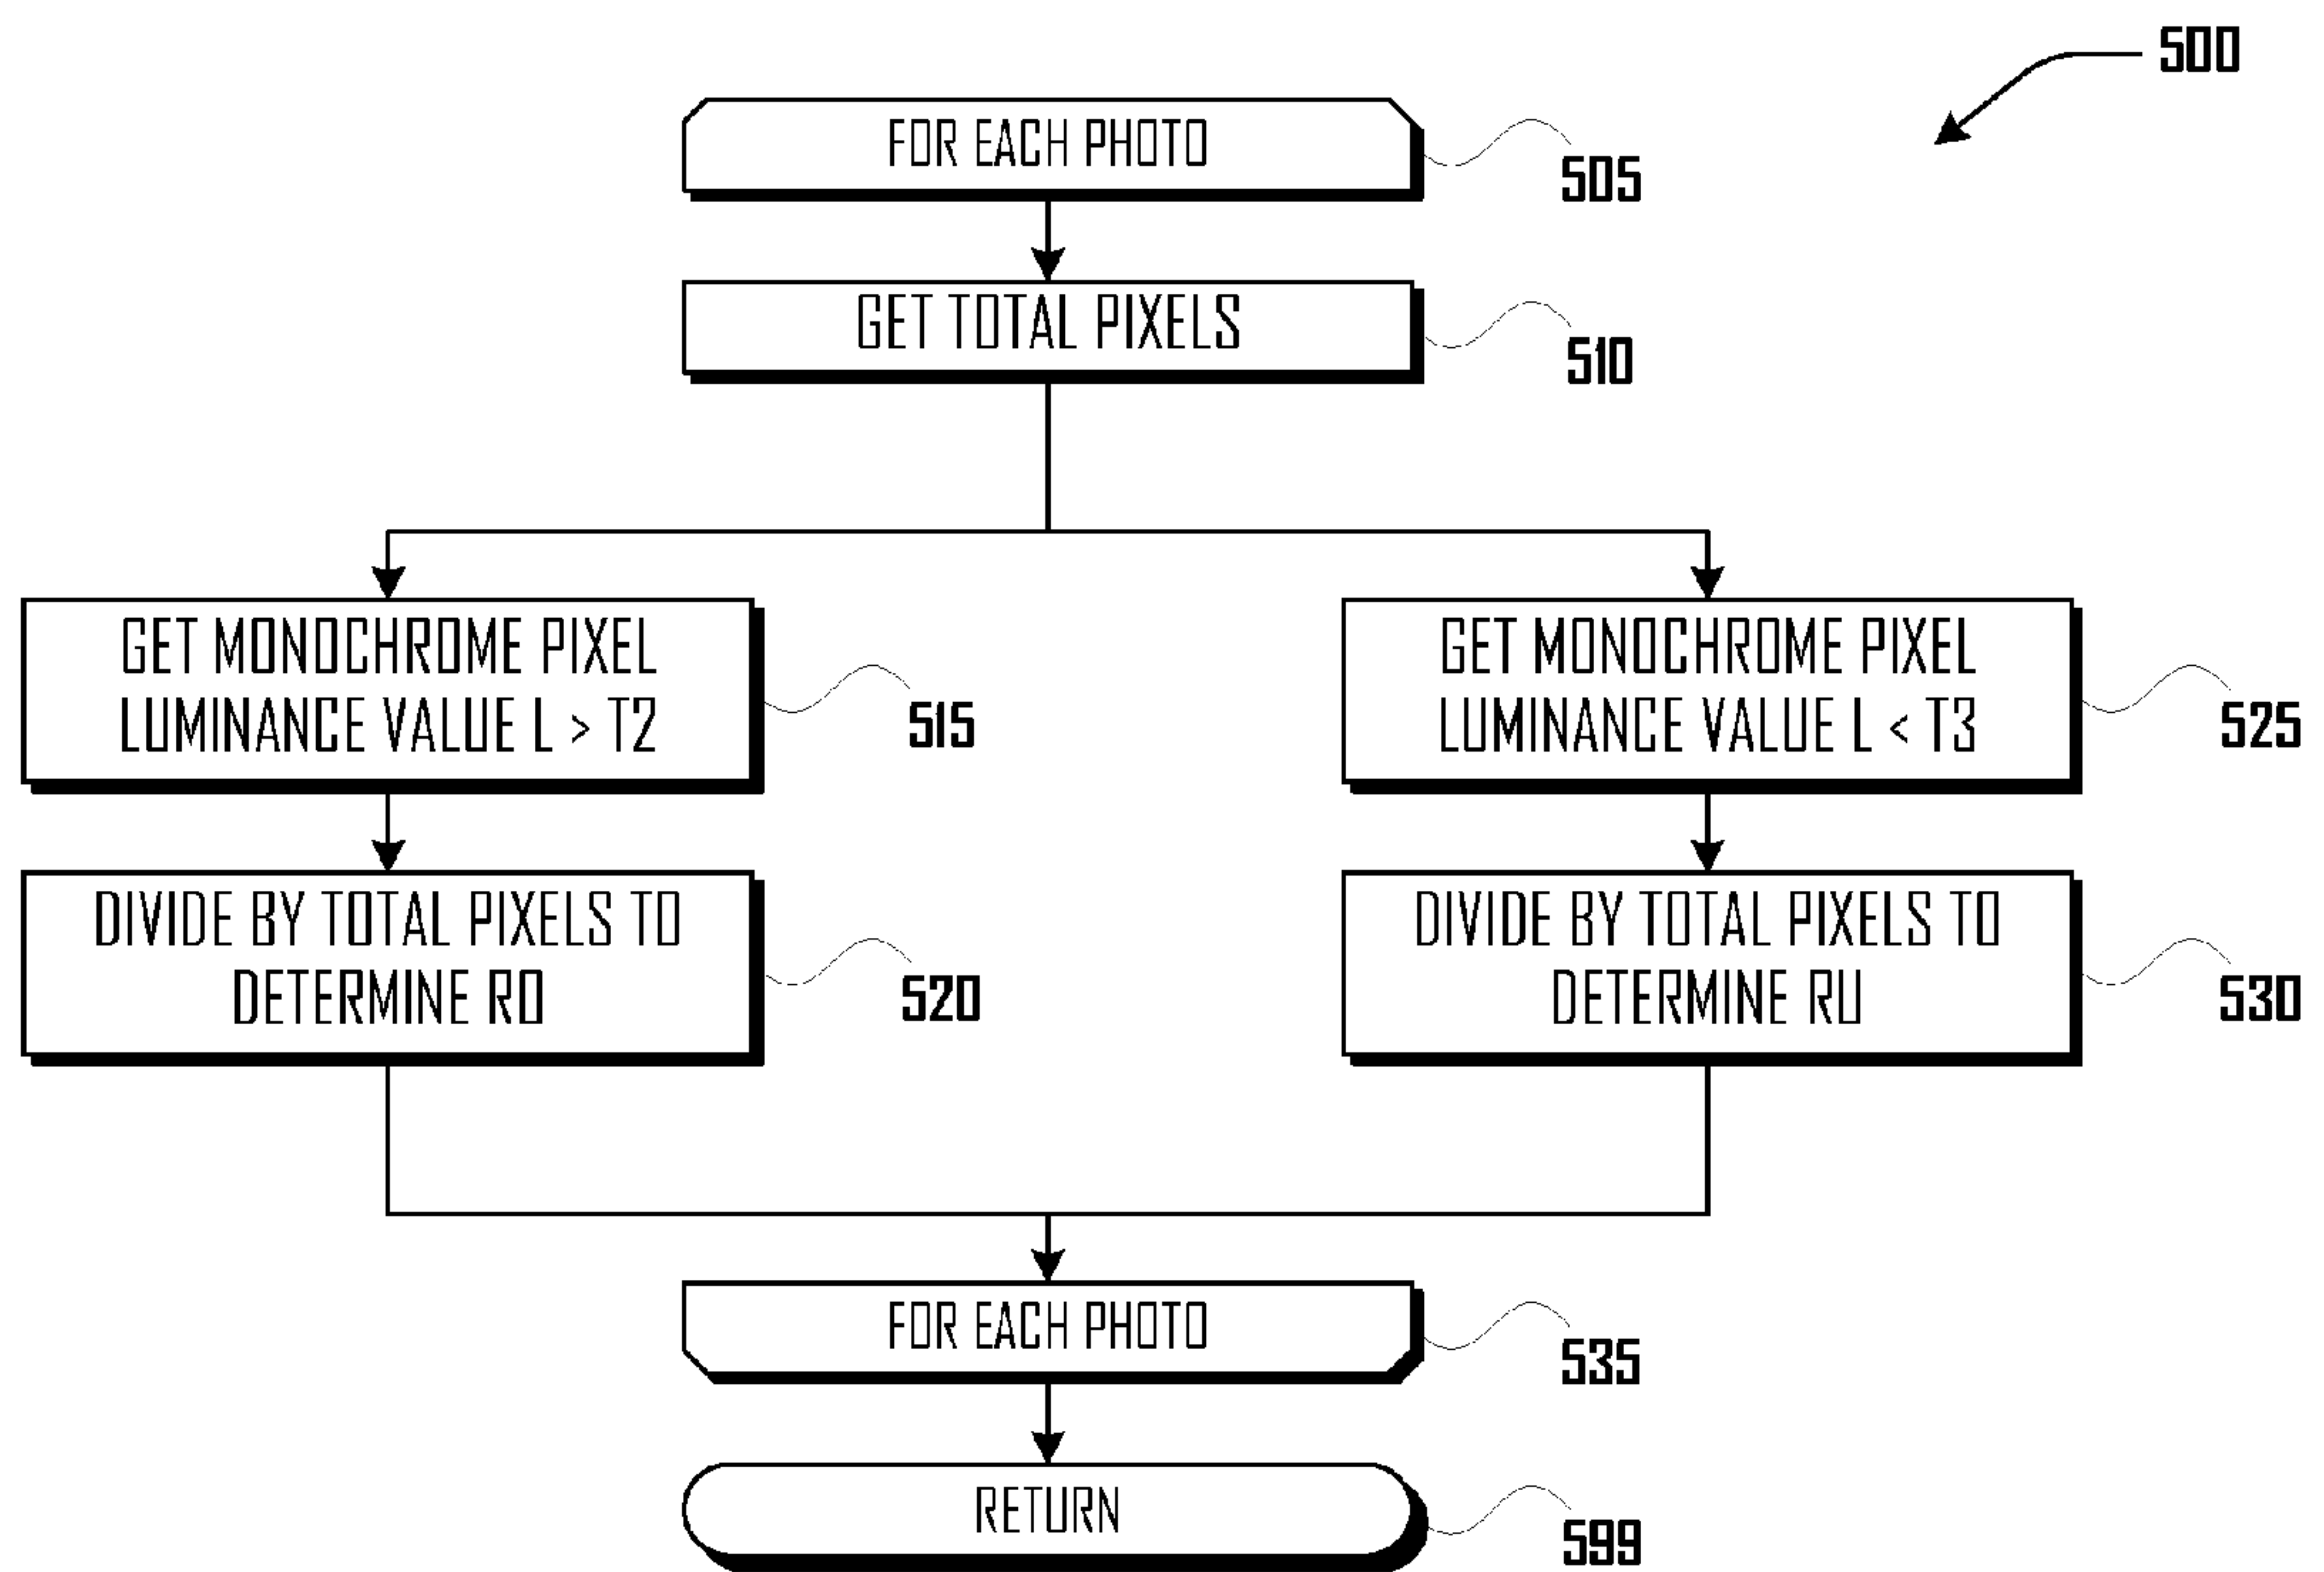 500
FOR EACH PHOTO
505
GET TOTAL PIXELS
510
GET MONOCHROME PIXEL
LUMINANCE VALUE L > T2
515
DIVIDE BY TOTAL PIXELS TO
DETERMINE RO
520
GET MONOCHROME PIXEL
LUMINANCE VALUE L < T3
525
DIVIDE BY TOTAL PIXELS TO
DETERMINE RU
530
FOR EACH PHOTO
535
RETURN
599